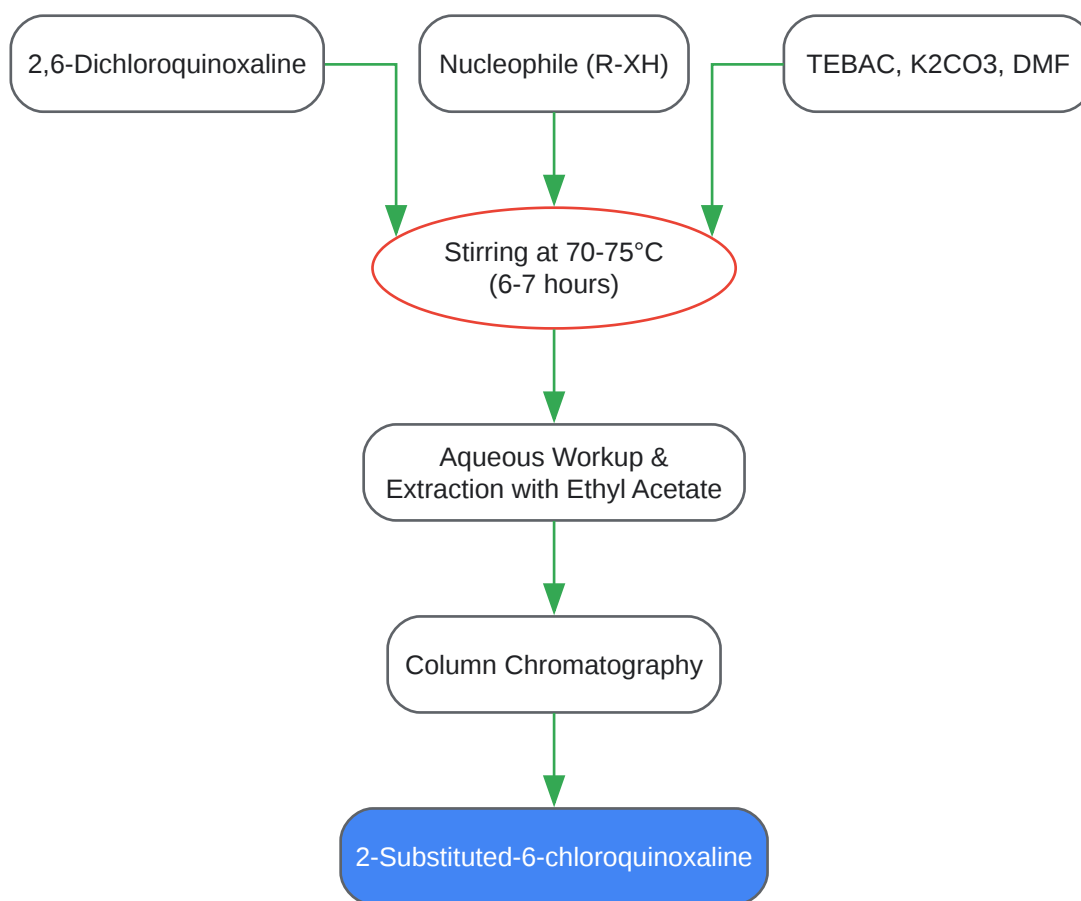 2,6-Dichloroquinoxaline
Nucleophile (R-XH)
TEBAC, K2CO3, DMF
Stirring at 70-75°C
(6-7 hours)
Aqueous Workup &
Extraction with Ethyl Acetate
Column Chromatography
2-Substituted-6-chloroquinoxaline